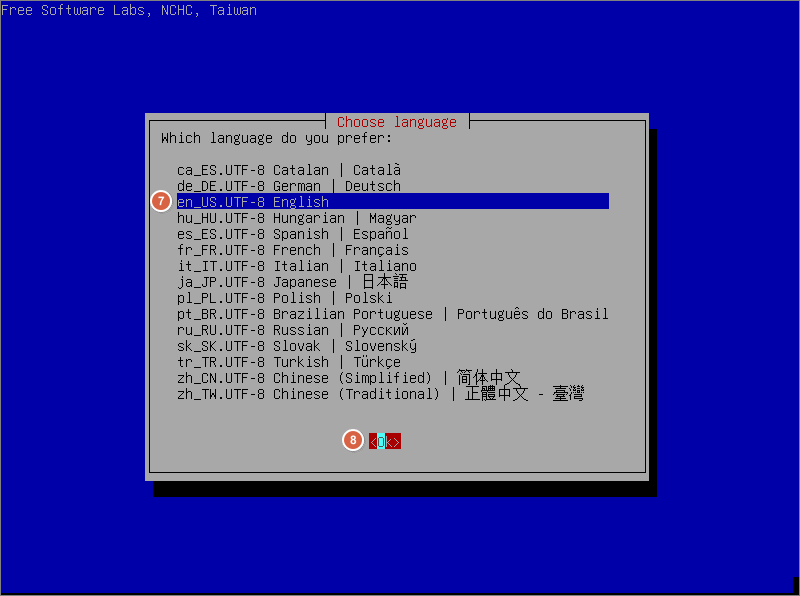 Free Software Labs, NCHC, Taiwan
Choose language
Which language do you prefer:
ca_ES.UTF-8 Catalan | Català
de_DE.UTF-8 German | Deutsch
7 en_US.UTF-8 English
hu_HU.UTF-8 Hungarian | Magyar
es_ES.UTF-8 Spanish | Español
fr_FR.UTF-8 French | Français
it_IT.UTF-8 Italian | Italiano
ja_JP.UTF-8 Japanese | 日本語
pl_PL.UTF-8 Polish | Polski
pt_BR.UTF-8 Brazilian Portuguese | Português do Brasil
ru_RU.UTF-8 Russian | Русский
sk_SK.UTF-8 Slovak | Slovenský
tr_TR.UTF-8 Turkish | Türkçe
zh_CN.UTF-8 Chinese (Simplified) | 简体中文
zh_TW.UTF-8 Chinese (Traditional) | 正體中文 - 臺灣
8 <Ok>